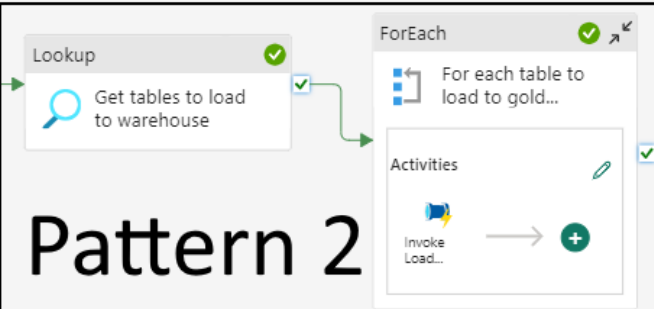 Lookup
Get tables to load
to warehouse
ForEach
For each table to
load to gold...
Activities
Invoke
Load...
Pattern 2